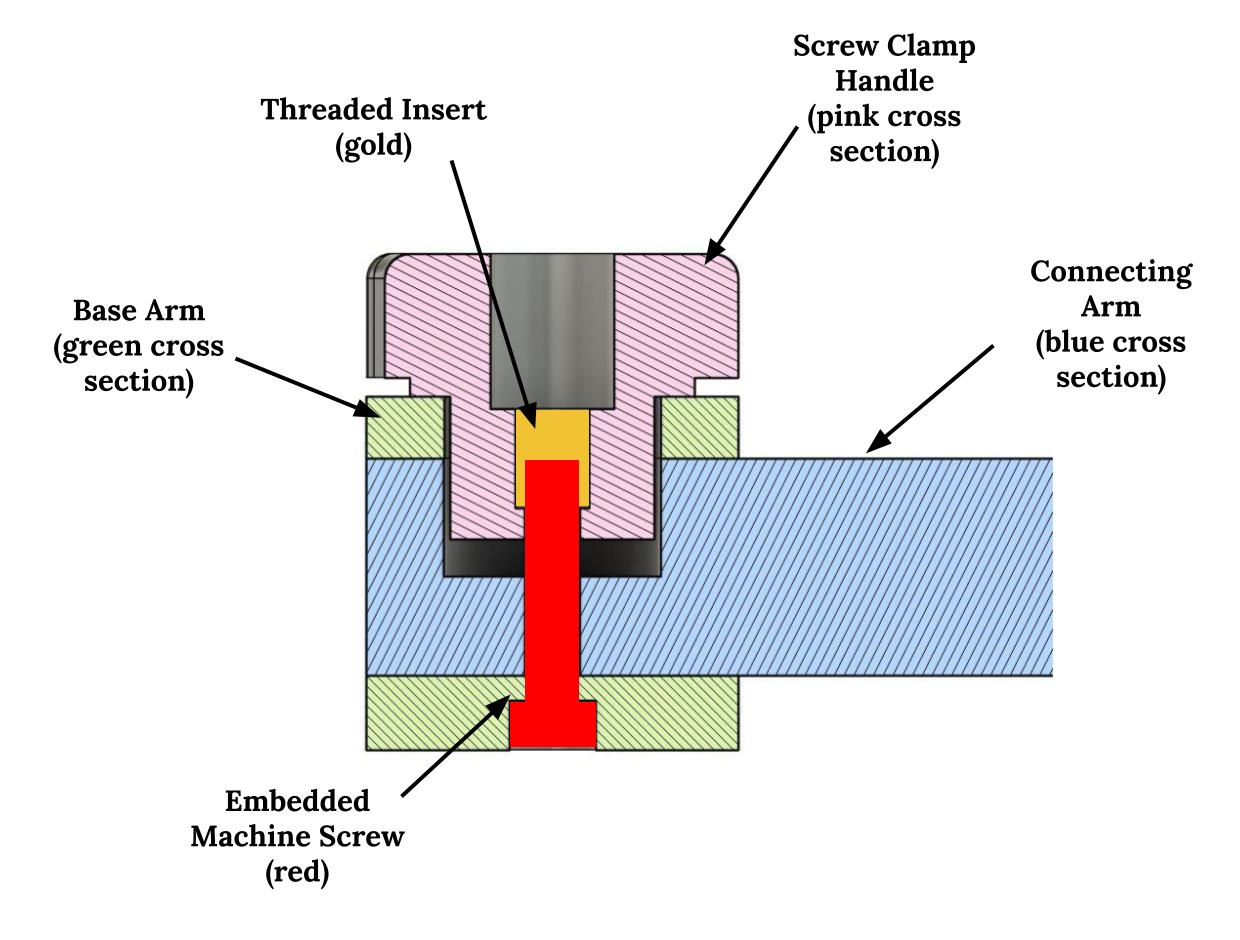 Screw Clamp
Handle
(pink cross
section)
Threaded Insert
(gold)
Connecting
Arm
(blue cross
section)
Base Arm
(green cross
section)
Embedded
Machine Screw
(red)